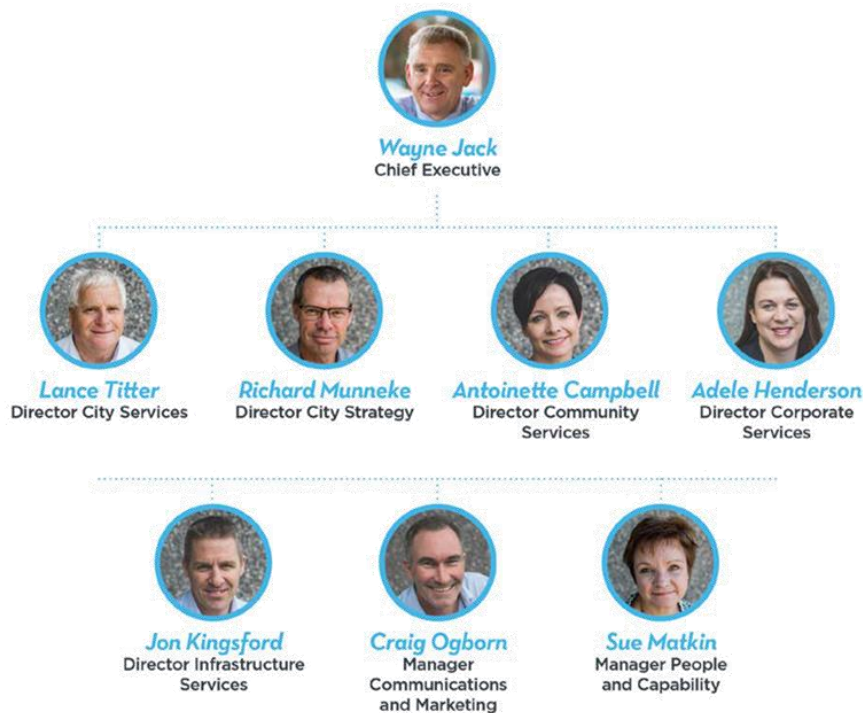 Wayne Jack
Chief Executive
Lance Titter
Director City Services
Richard Munneke
Director City Strategy
Antoinette Campbell
Director Community
Services
Adele Henderson
Director Corporate
Services
Jon Kingsford
Director Infrastructure
Services
Craig Ogborn
Manager
Communications
and Marketing
Sue Matkin
Manager People
and Capability